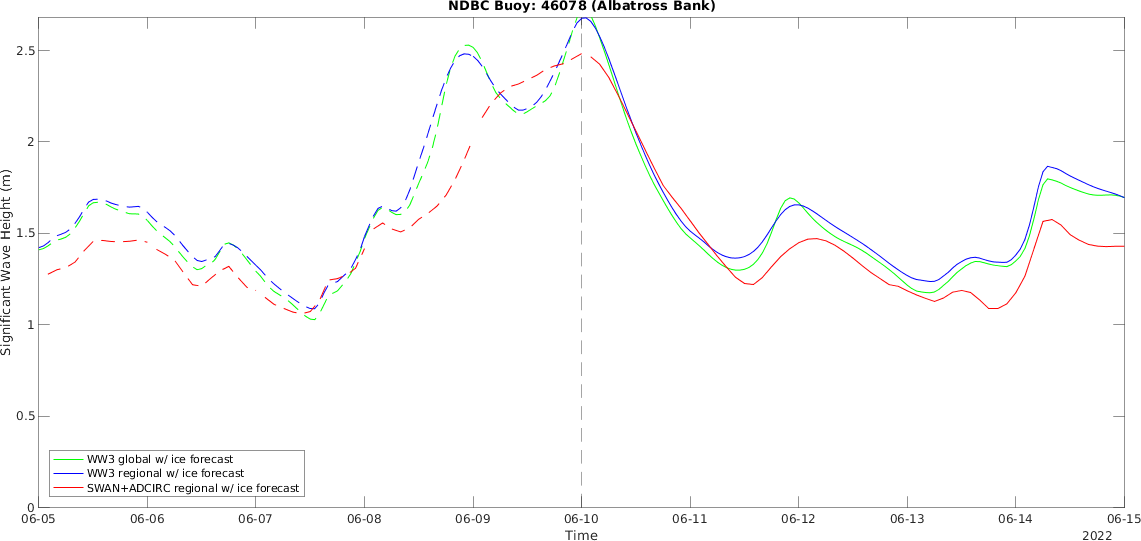 NDBC Buoy: 46078 (Albatross Bank)
2.5
2
1.5
1
0.5
0
Significant Wave Height (m)
WW3 global w/ ice forecast
WW3 regional w/ ice forecast
SWAN+ADCIRC regional w/ ice forecast
06-05 06-06 06-07 06-08 06-09 06-10 06-11 06-12 06-13 06-14 06-15
Time
2022